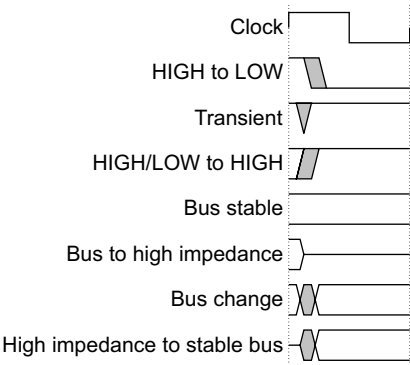 Clock
HIGH to LOW
Transient
HIGH/LOW to HIGH
Bus stable
Bus to high impedance
Bus change
High impedance to stable bus